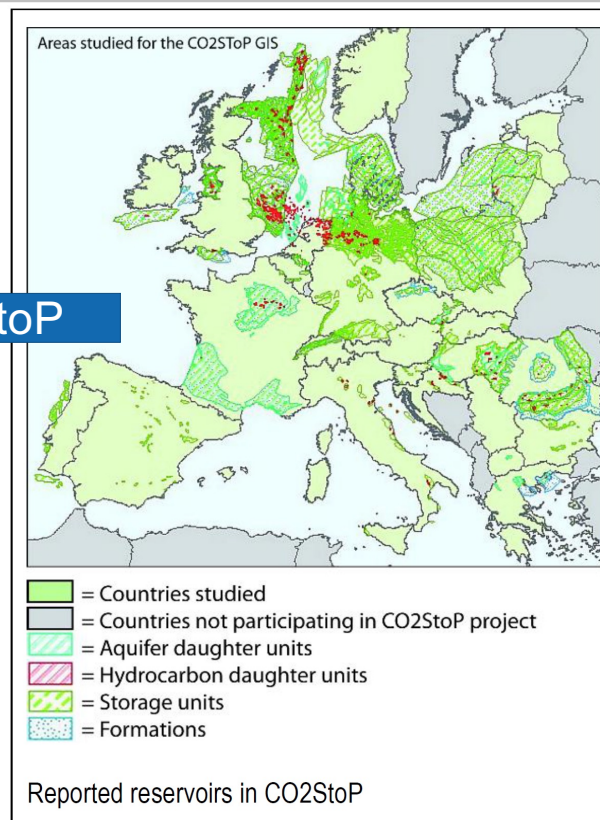 Areas studied for the CO2SToP GIS
toP
= Countries studied
= Countries not participating in CO2SToP project
= Aquifer daughter units
= Hydrocarbon daughter units
= Storage units
= Formations
Reported reservoirs in CO2StoP